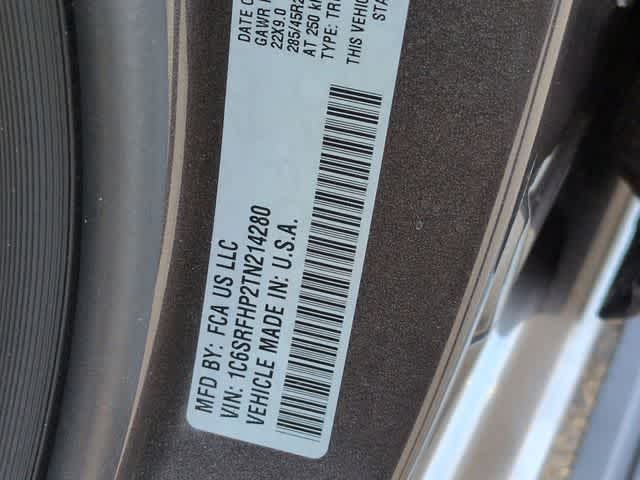 MFD BY: FCA US LLC
VIN: 1C6SRFHP2TN214280
VEHICLE MADE IN: U.S.A.
DATE O
GAWR
22X9.0
285/45R2
AT 250
TYPE: TR
THIS VEHIC
STA